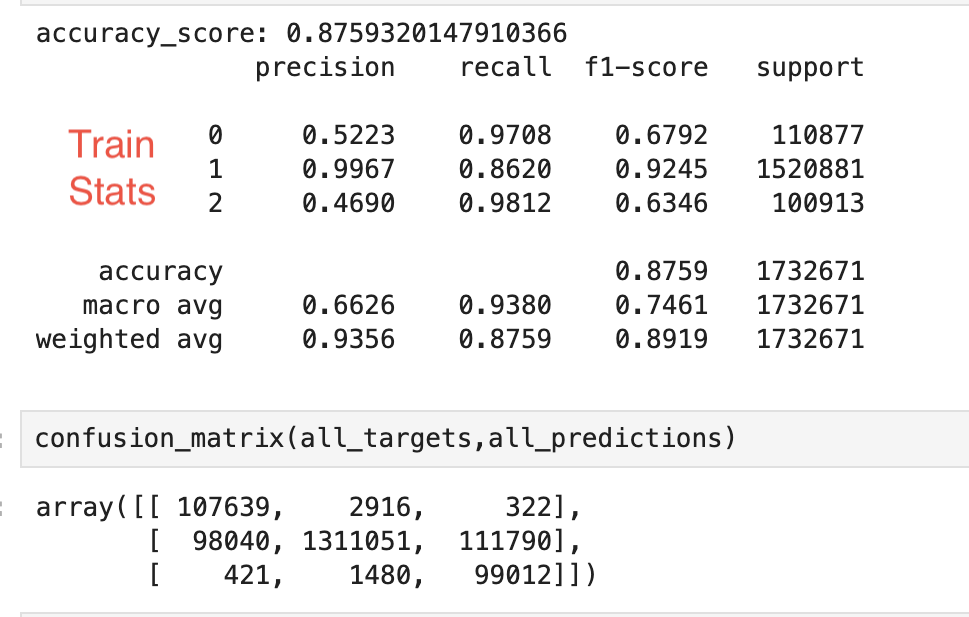 accuracy_score: 0.8759320147910366
precision recall f1-score support
Train
Stats
0 0.5223 0.9708 0.6792 110877
1 0.9967 0.8620 0.9245 1520881
2 0.4690 0.9812 0.6346 100913
accuracy 0.8759 1732671
macro avg 0.6626 0.9380 0.7461 1732671
weighted avg 0.9356 0.8759 0.8919 1732671
: confusion_matrix(all_targets,all_predictions)
: array([[ 107639, 2916, 322],
[ 98040, 1311051, 111790],
[ 421, 1480, 99012]])